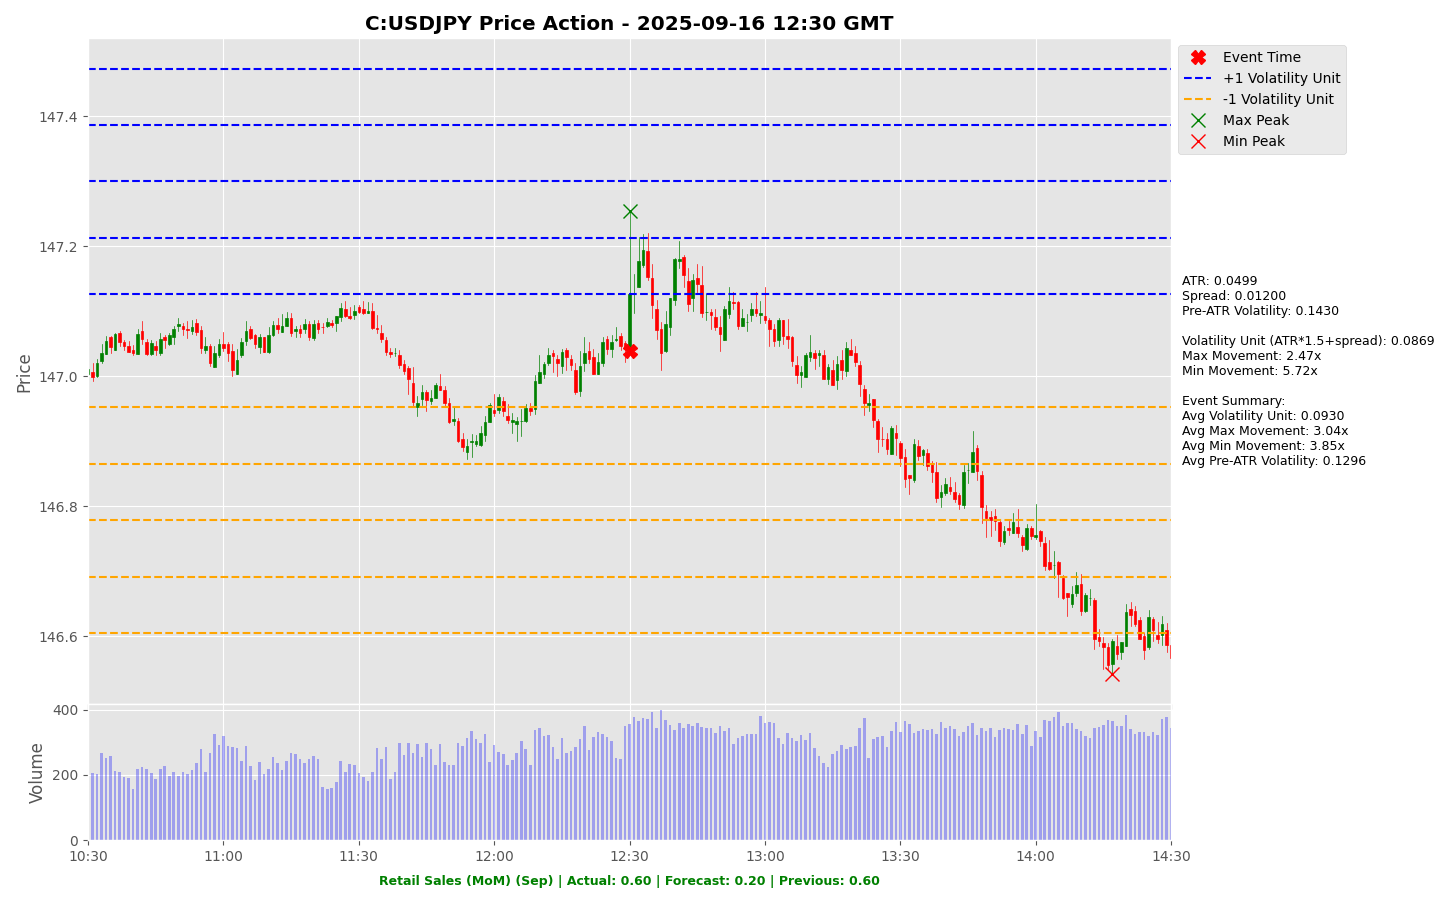 C:USDJPY Price Action - 2025-09-16 12:30 GMT
Event Time
+1 Volatility Unit
-1 Volatility Unit
Max Peak
Min Peak
147.4
147.2
147.0
146.8
146.6
Price
ATR: 0.0499
Spread: 0.01200
Pre-ATR Volatility: 0.1430
Volatility Unit (ATR*1.5+spread): 0.0869
Max Movement: 2.47x
Min Movement: 5.72x
Event Summary:
Avg Volatility Unit: 0.0930
Avg Max Movement: 3.04x
Avg Min Movement: 3.85x
Avg Pre-ATR Volatility: 0.1296
400
200
0
Volume
10:30 11:00 11:30 12:00 12:30 13:00 13:30 14:00 14:30
Retail Sales (MoM) (Sep) | Actual: 0.60 | Forecast: 0.20 | Previous: 0.60